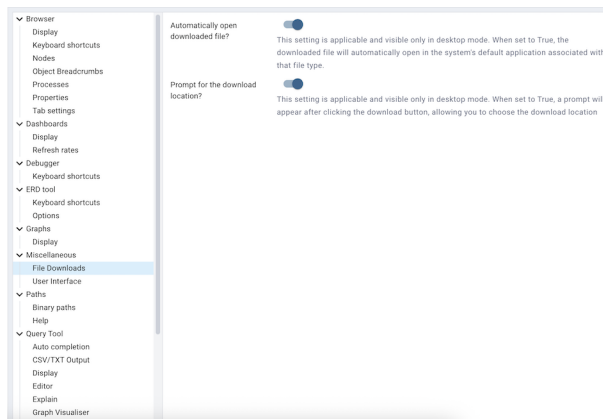 Browser
Display
Keyboard shortcuts
Nodes
Object Breadcrumbs
Processes
Properties
Tab settings
Dashboards
Display
Refresh rates
Debugger
Keyboard shortcuts
ERD tool
Keyboard shortcuts
Options
Graphs
Display
Miscellaneous
File Downloads
User Interface
Paths
Binary paths
Help
Query Tool
Auto completion
CSV/TXT Output
Display
Editor
Explain
Graph Visualiser
Automatically open
downloaded file?
This setting is applicable and visible only in desktop mode. When set to True, the
downloaded file will automatically open in the system's default application associated with
that file type.
Prompt for the download
location?
This setting is applicable and visible only in desktop mode. When set to True, a prompt will
appear after clicking the download button, allowing you to choose the download location